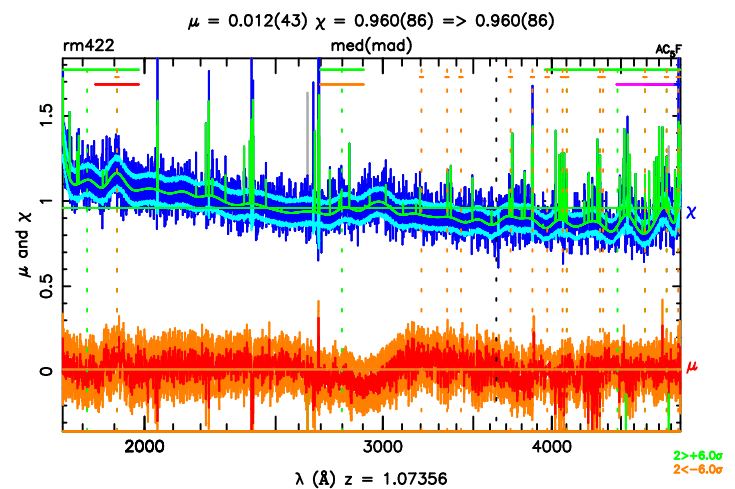 μ = 0.012(43) χ = 0.960(86) => 0.960(86)
rm422 med(mad) AC5F
1.5
1
0.5
0
μ and χ
χ
μ
2000 3000 4000
λ (Å) z = 1.07356
2>+6.0σ
2<-6.0σ